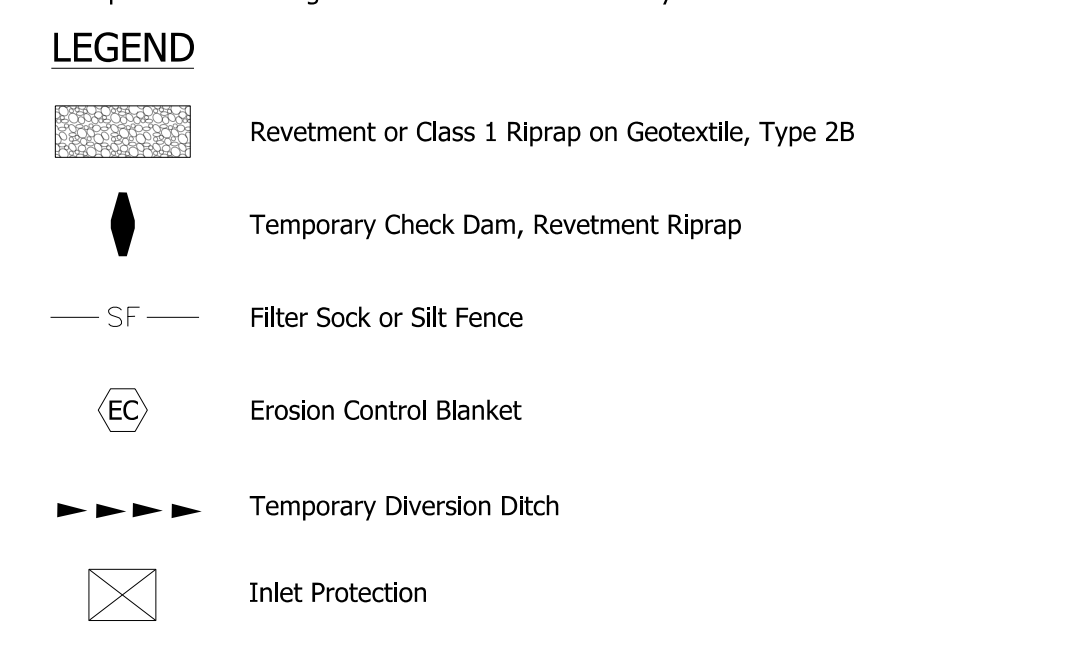 LEGEND
Revetment or Class 1 Riprap on Geotextile, Type 2B
Temporary Check Dam, Revetment Riprap
SF Filter Sock or Silt Fence
EC Erosion Control Blanket
Temporary Diversion Ditch
Inlet Protection